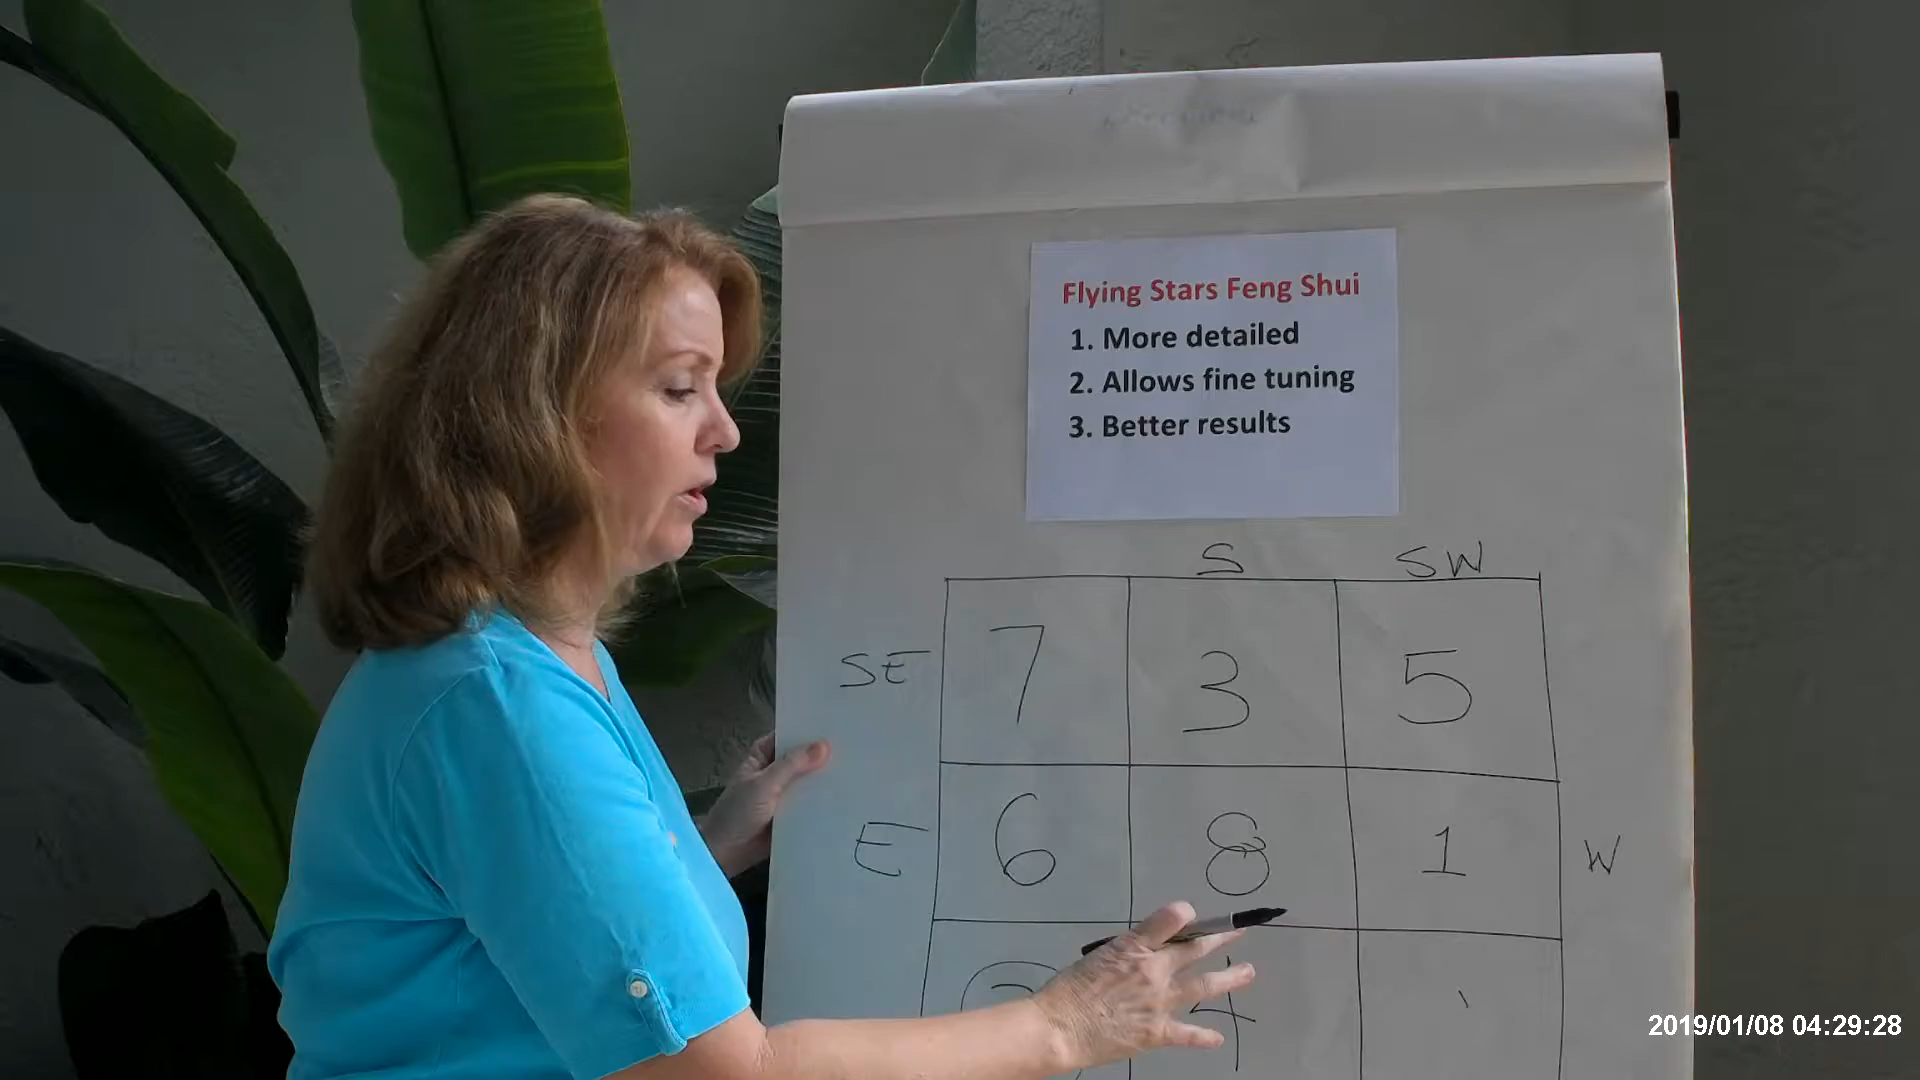 Flying Stars Feng Shui
1. More detailed
2. Allows fine tuning
3. Better results
S SW
SE 7 3 5
E 6 8 1 W
4
2019/01/08 04:29:28